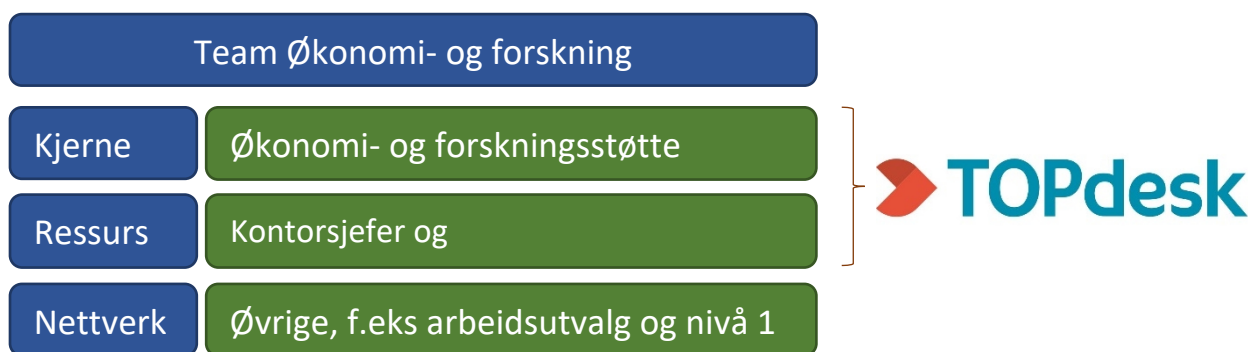 Team Økonomi- og forskning
Kjerne
Økonomi- og forskningsstøtte
Ressurs
Kontorsjefer og
TOPdesk
Nettverk
Øvrige, f.eks arbeidsutvalg og nivå 1